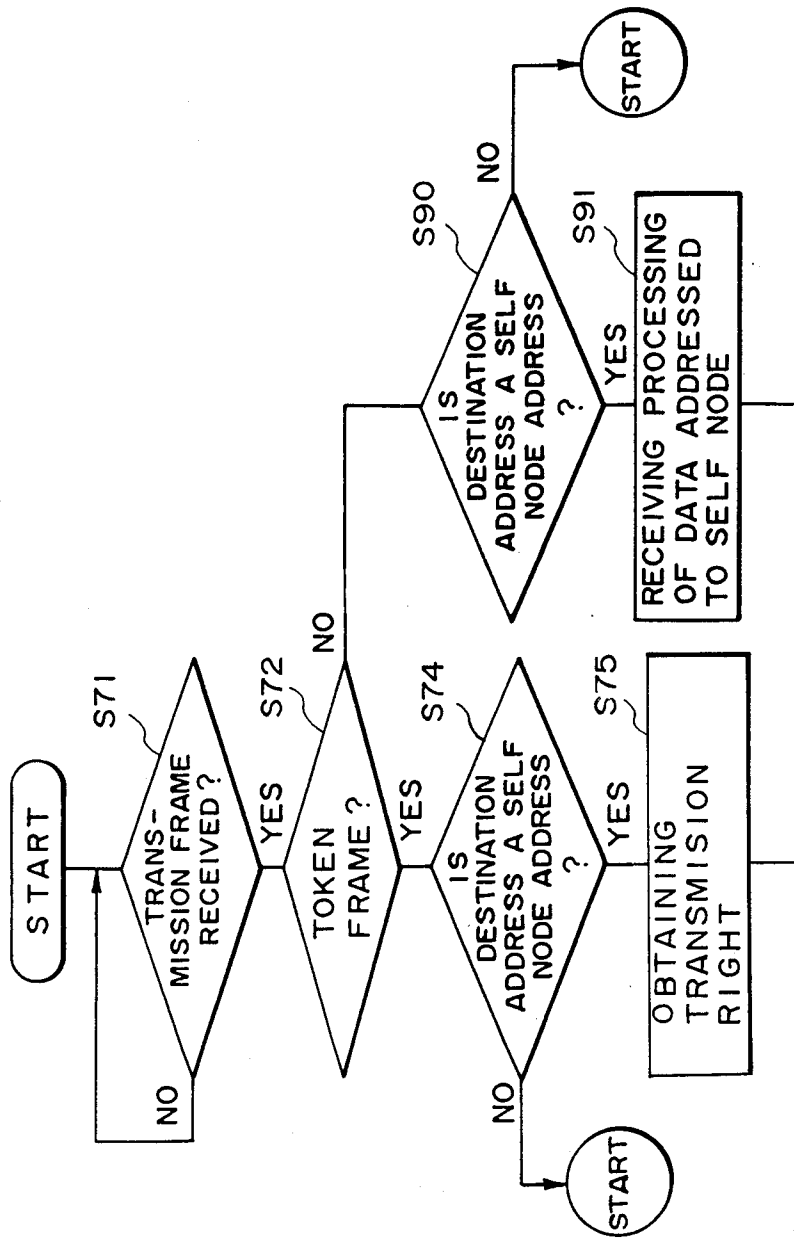 START
S71
TRANS-
MISSION FRAME
RECEIVED?
NO
YES
S72
TOKEN
FRAME?
NO
YES
S74
IS
DESTINATION
ADDRESS A SELF
NODE ADDRESS
?
NO
START
YES
S75
OBTAINING
TRANSMISION
RIGHT
S90
IS
DESTINATION
ADDRESS A SELF
NODE ADDRESS
?
NO
START
YES
S91
RECEIVING PROCESSING
OF DATA ADDRESSED
TO SELF NODE